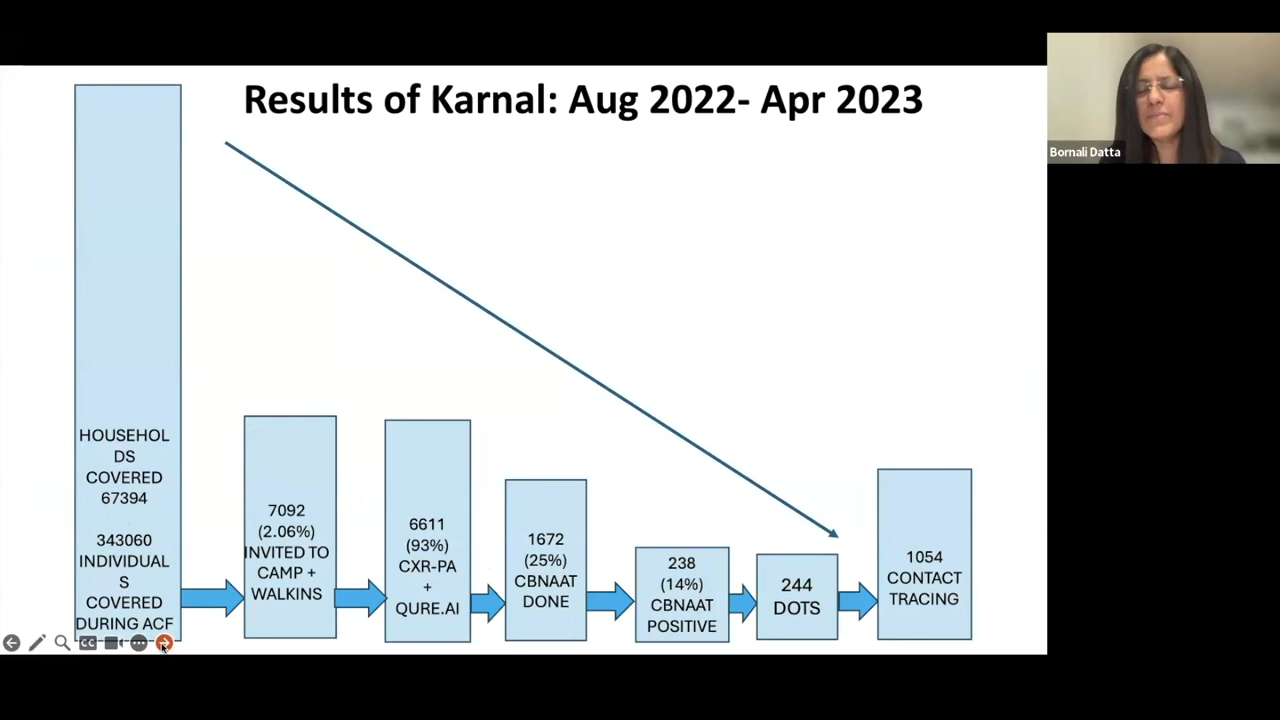 Results of Karnal: Aug 2022- Apr 2023
Bornali Datta
HOUSEHOL
DS
COVERED
67394
343060
INDIVIDUAL
S
COVERED
DURING ACF
7092
(2.06%)
INVITED TO
CAMP +
WALKINS
6611
(93%)
CXR-PA
+
QURE.AI
1672
(25%)
CBNAAT
DONE
238
(14%)
CBNAAT
POSITIVE
244
DOTS
1054
CONTACT
TRACING
CC